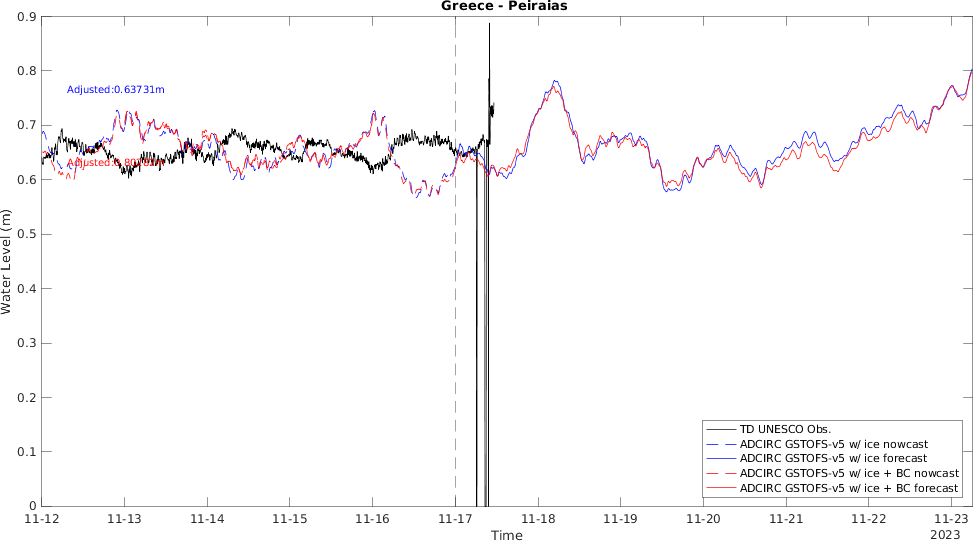 Greece - Peiraias
0.9
0.8
0.7
0.6
0.5
0.4
0.3
0.2
0.1
0
Water Level (m)
Adjusted:0.63731m
TD UNESCO Obs.
ADCIRC GSTOFS-v5 w/ ice nowcast
ADCIRC GSTOFS-v5 w/ ice forecast
ADCIRC GSTOFS-v5 w/ ice + BC nowcast
ADCIRC GSTOFS-v5 w/ ice + BC forecast
11-12 11-13 11-14 11-15 11-16 11-17 11-18 11-19 11-20 11-21 11-22 11-23
Time
2023